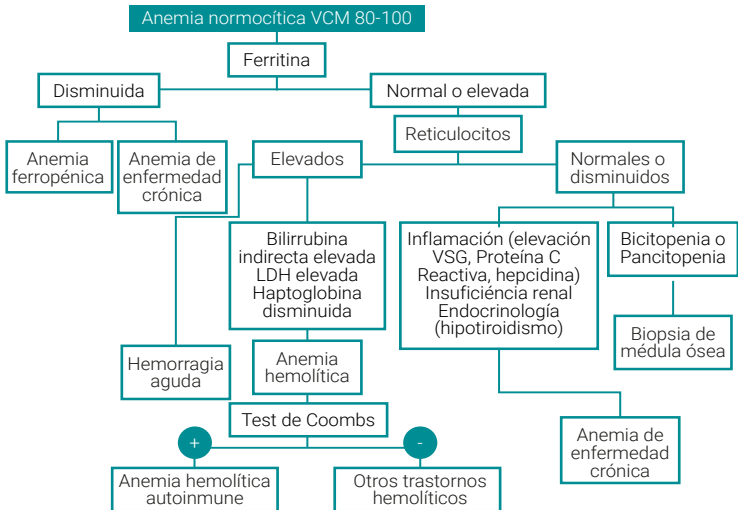 Anemia normocítica VCM 80-100
Ferritina
Disminuida
Normal o elevada
Reticulocitos
Anemia
ferropénica
Anemia de
enfermedad
crónica
Elevados
Normales o
disminuidos
Bilirrubina
indirecta elevada
LDH elevada
Haptoglobina
disminuida
Inflamación (elevación
VSG, Proteína C
Reactiva, hepcidina)
Insuficiéncia renal
Endocrinología
(hipotiroidismo)
Bicitopenia o
Pancitopenia
Hemorragia
aguda
Anemia
hemolítica
Biopsia de
médula ósea
Test de Coombs
+
-
Anemia de
enfermedad
crónica
Anemia hemolítica
autoinmune
Otros trastornos
hemolíticos